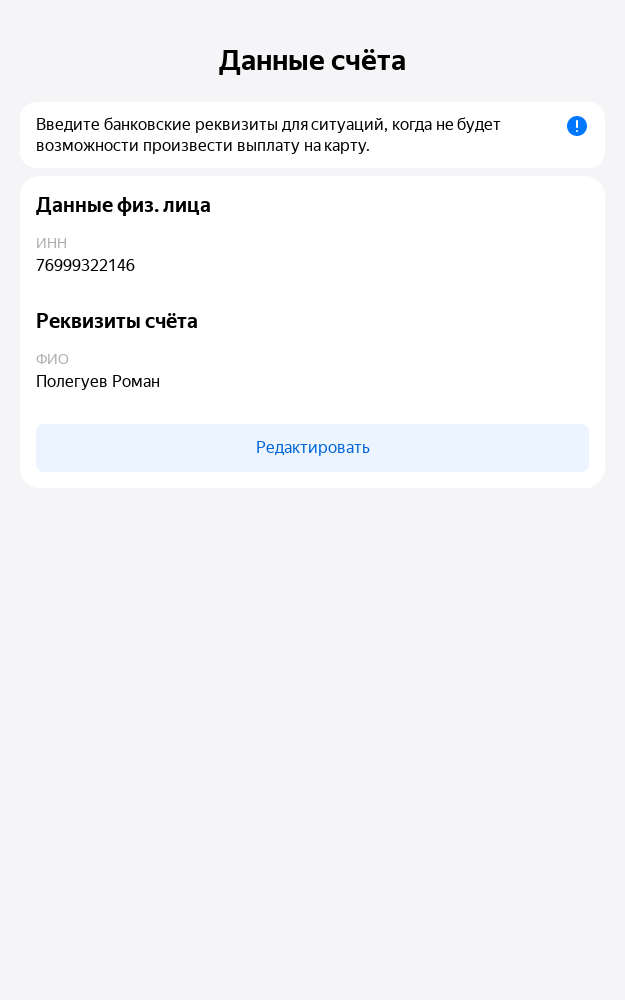 Данные счёта
Введите банковские реквизиты для ситуаций, когда не будет
возможности произвести выплату на карту.
Данные физ. лица
ИНН
76999322146
Реквизиты счёта
ФИО
Полегуев Роман
Редактировать